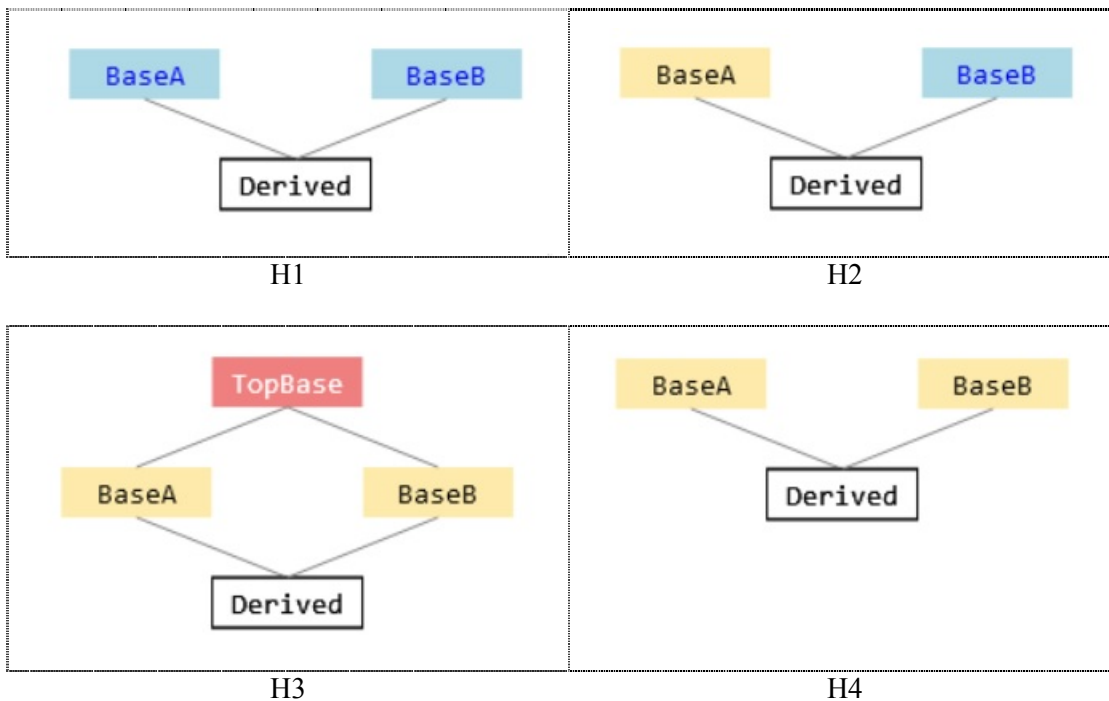 BaseA BaseB
Derived
BaseA BaseB
Derived
H1 H2
TopBase
BaseA BaseB
Derived
BaseA BaseB
Derived
H3 H4